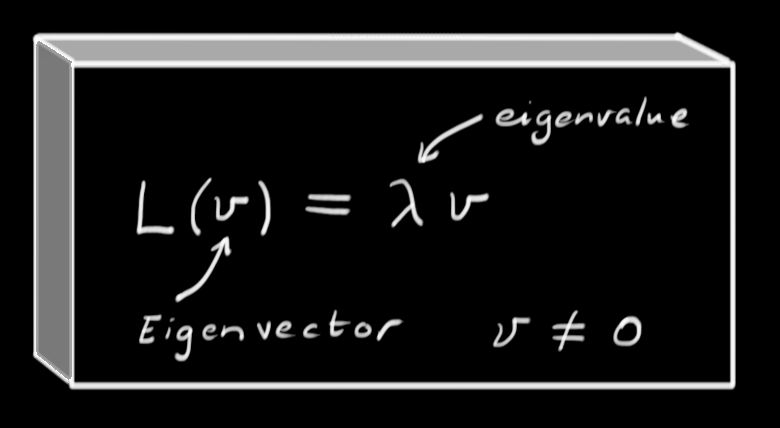 eigenvalue
L(v) = λv
Eigenvector v ≠ 0